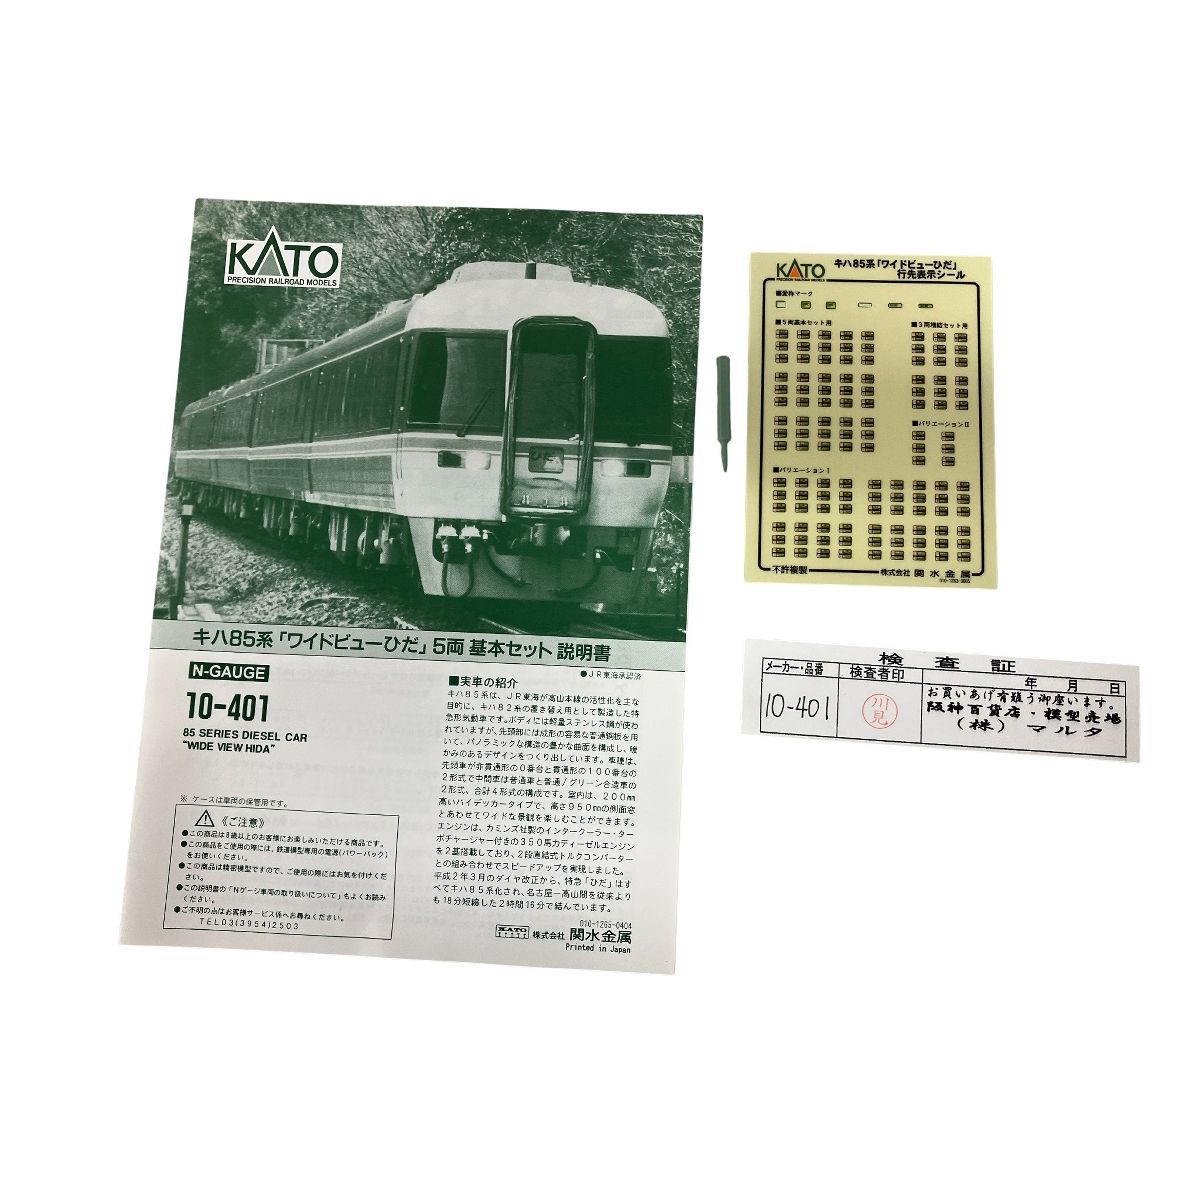 KATO
PRECISION RAILROAD MODELS
キハ85系「ワイドビューひだ」5両 基本セット 説明書
●JR東海承認済
N-GAUGE
10-401
85 SERIES DIESEL CAR
"WIDE VIEW HIDA"
※ ケースは車両の保管用です。
⚠《ご注意》
●この商品は8歳以上のお客様にお楽しみいただける商品です。
●この商品をご使用の際には、鉄道模型専用の電源(パワーパック)
をお使いください。
●この商品は精密模型ですので、ご使用の際にはお気を付けくだ
さい。
●この説明書の「Nゲージ車両の取り扱いについて」もよくお読み
ください。
●ご不明の点はお客様サービス係へお尋ねください。
TEL03(3954)2503
■実車の紹介
キハ85系は、JR東海が高山本線の活性化を主な
目的に、キハ82系の置き替え用として製造した特
急形気動車です。ボディには軽量ステンレス鋼が使わ
れていますが、先頭部には成形の容易な普通鋼板を用
いて、パノラミックな構造の豊かな曲面を構成し、暖
かみのあるデザインをつくり出しています。車種は、
先頭車が非貫通形の0番台と貫通形の100番台の
2形式で中間車は普通車と普通/グリーン合造車の
2形式、合計4形式の構成です。室内は、200mm
高いハイデッカータイプで、高さ950mmの側面窓
とあわせてワイドな景観を楽しむことができます。
エンジンは、カミンズ社製のインタークーラー・ター
ボチャージャー付きの350馬力ディーゼルエンジン
を2基搭載しており、2段直結式トルクコンバーター
との組み合わせでスピードアップを実現しました。
平成2年3月のダイヤ改正から、特急「ひだ」はす
べてキハ85系化され、名古屋ー高山間を従来より
も18分短縮した2時間16分で結んでいます。
010-1265-0404
KATO 株式会社 関水金属
Printed in Japan
KATO
PRECISION RAILROAD MODELS
キハ85系「ワイドビューひだ」
行先表示シール
■愛称マーク
■5両基本セット用
■3両増結セット用
■バリエーションⅡ
■バリエーションⅠ
不許複製
株式会社 関水金属
検査証
メーカー・品番
検査者印
年 月 日
10-401
川見
お買いあげ有難う御座います。
阪神百貨店・模型売場
(株) マルタ